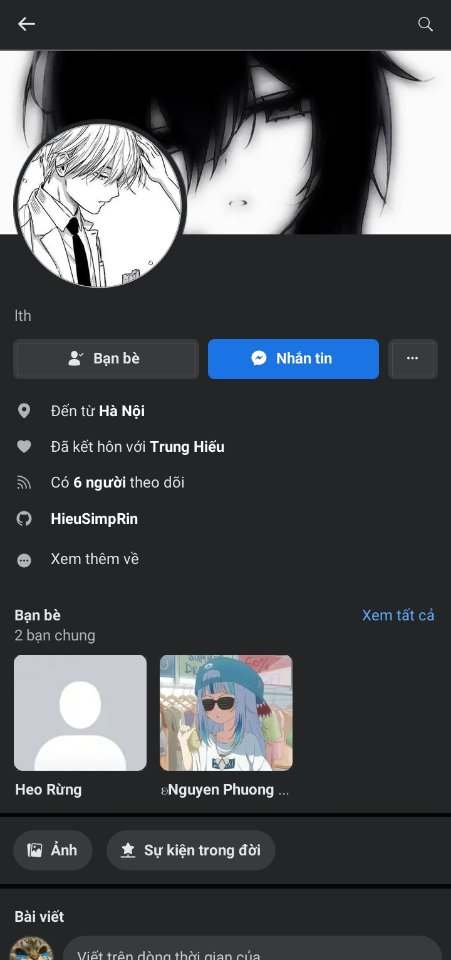 lth
Bạn bè
Nhắn tin
Đến từ Hà Nội
Đã kết hôn với Trung Hiếu
Có 6 người theo dõi
HieuSimpRin
Xem thêm về
Bạn bè
Xem tất cả
2 bạn chung
Heo Rừng
ʚNguyen Phuong ...
Ảnh
Sự kiện trong đời
Bài viết
Viết trên dòng thời gian của